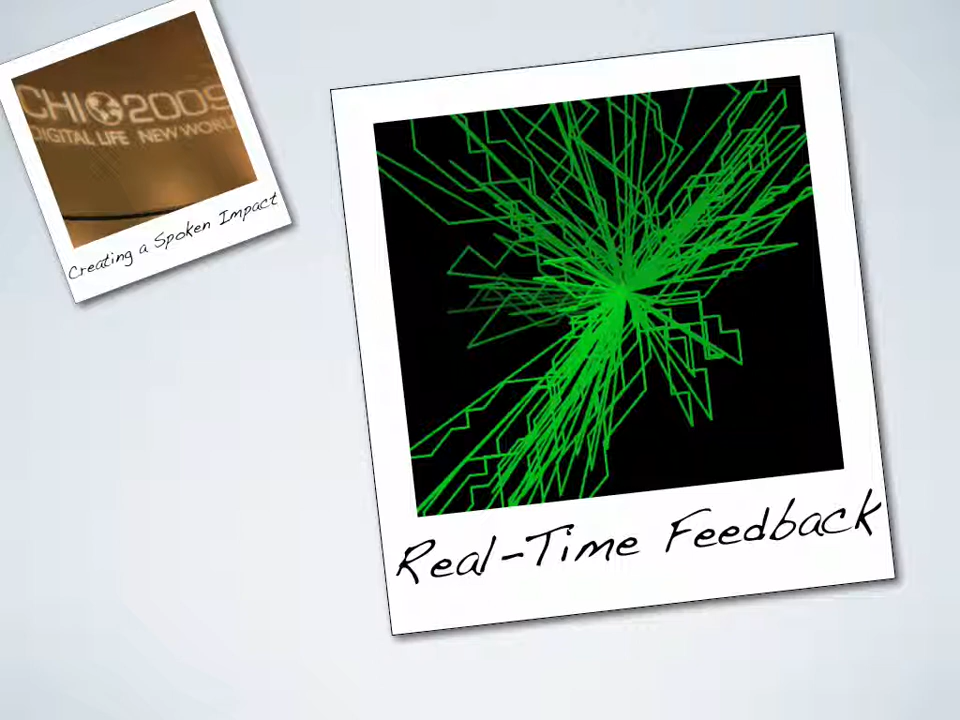 CHI 2009
DIGITAL LIFE NEW WORLD
Creating a Spoken Impact
Real-Time Feedback